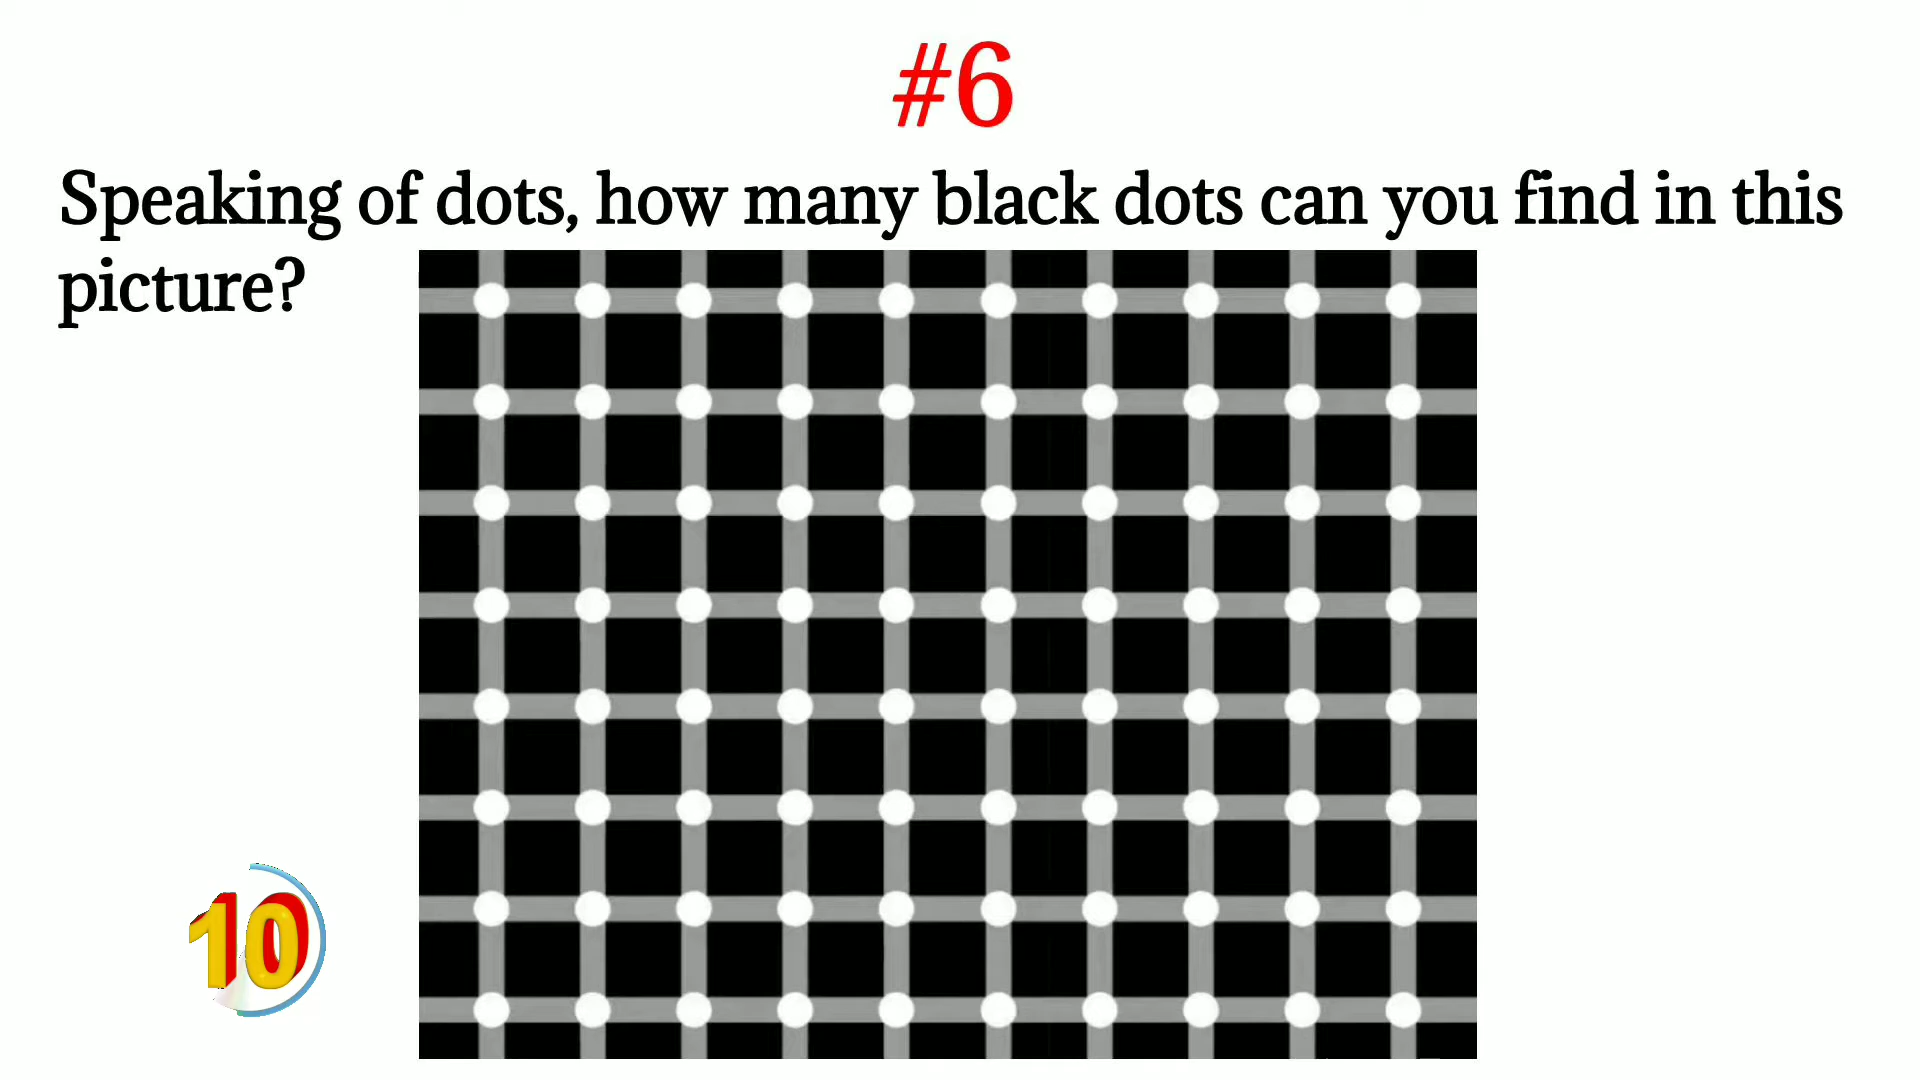 #6
Speaking of dots, how many black dots can you find in this
picture?
10